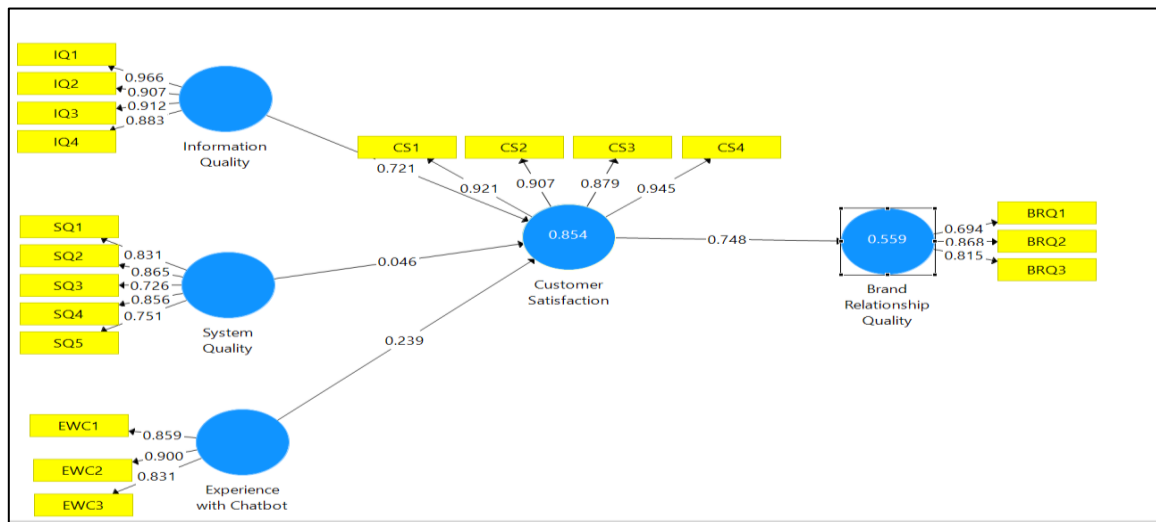 IQ1
0.966
IQ2
0.907
IQ3
0.912
IQ4
0.883
Information
Quality
0.721
CS1
CS2
CS3
CS4
0.921
0.907
0.879
0.945
SQ1
0.831
SQ2
0.865
SQ3
0.726
SQ4
0.856
SQ5
0.751
System
Quality
0.046
0.854
Customer
Satisfaction
0.748
0.559
Brand
Relationship
Quality
0.694
BRQ1
0.868
BRQ2
0.815
BRQ3
0.239
EWC1
0.859
EWC2
0.900
EWC3
0.831
Experience
with Chatbot